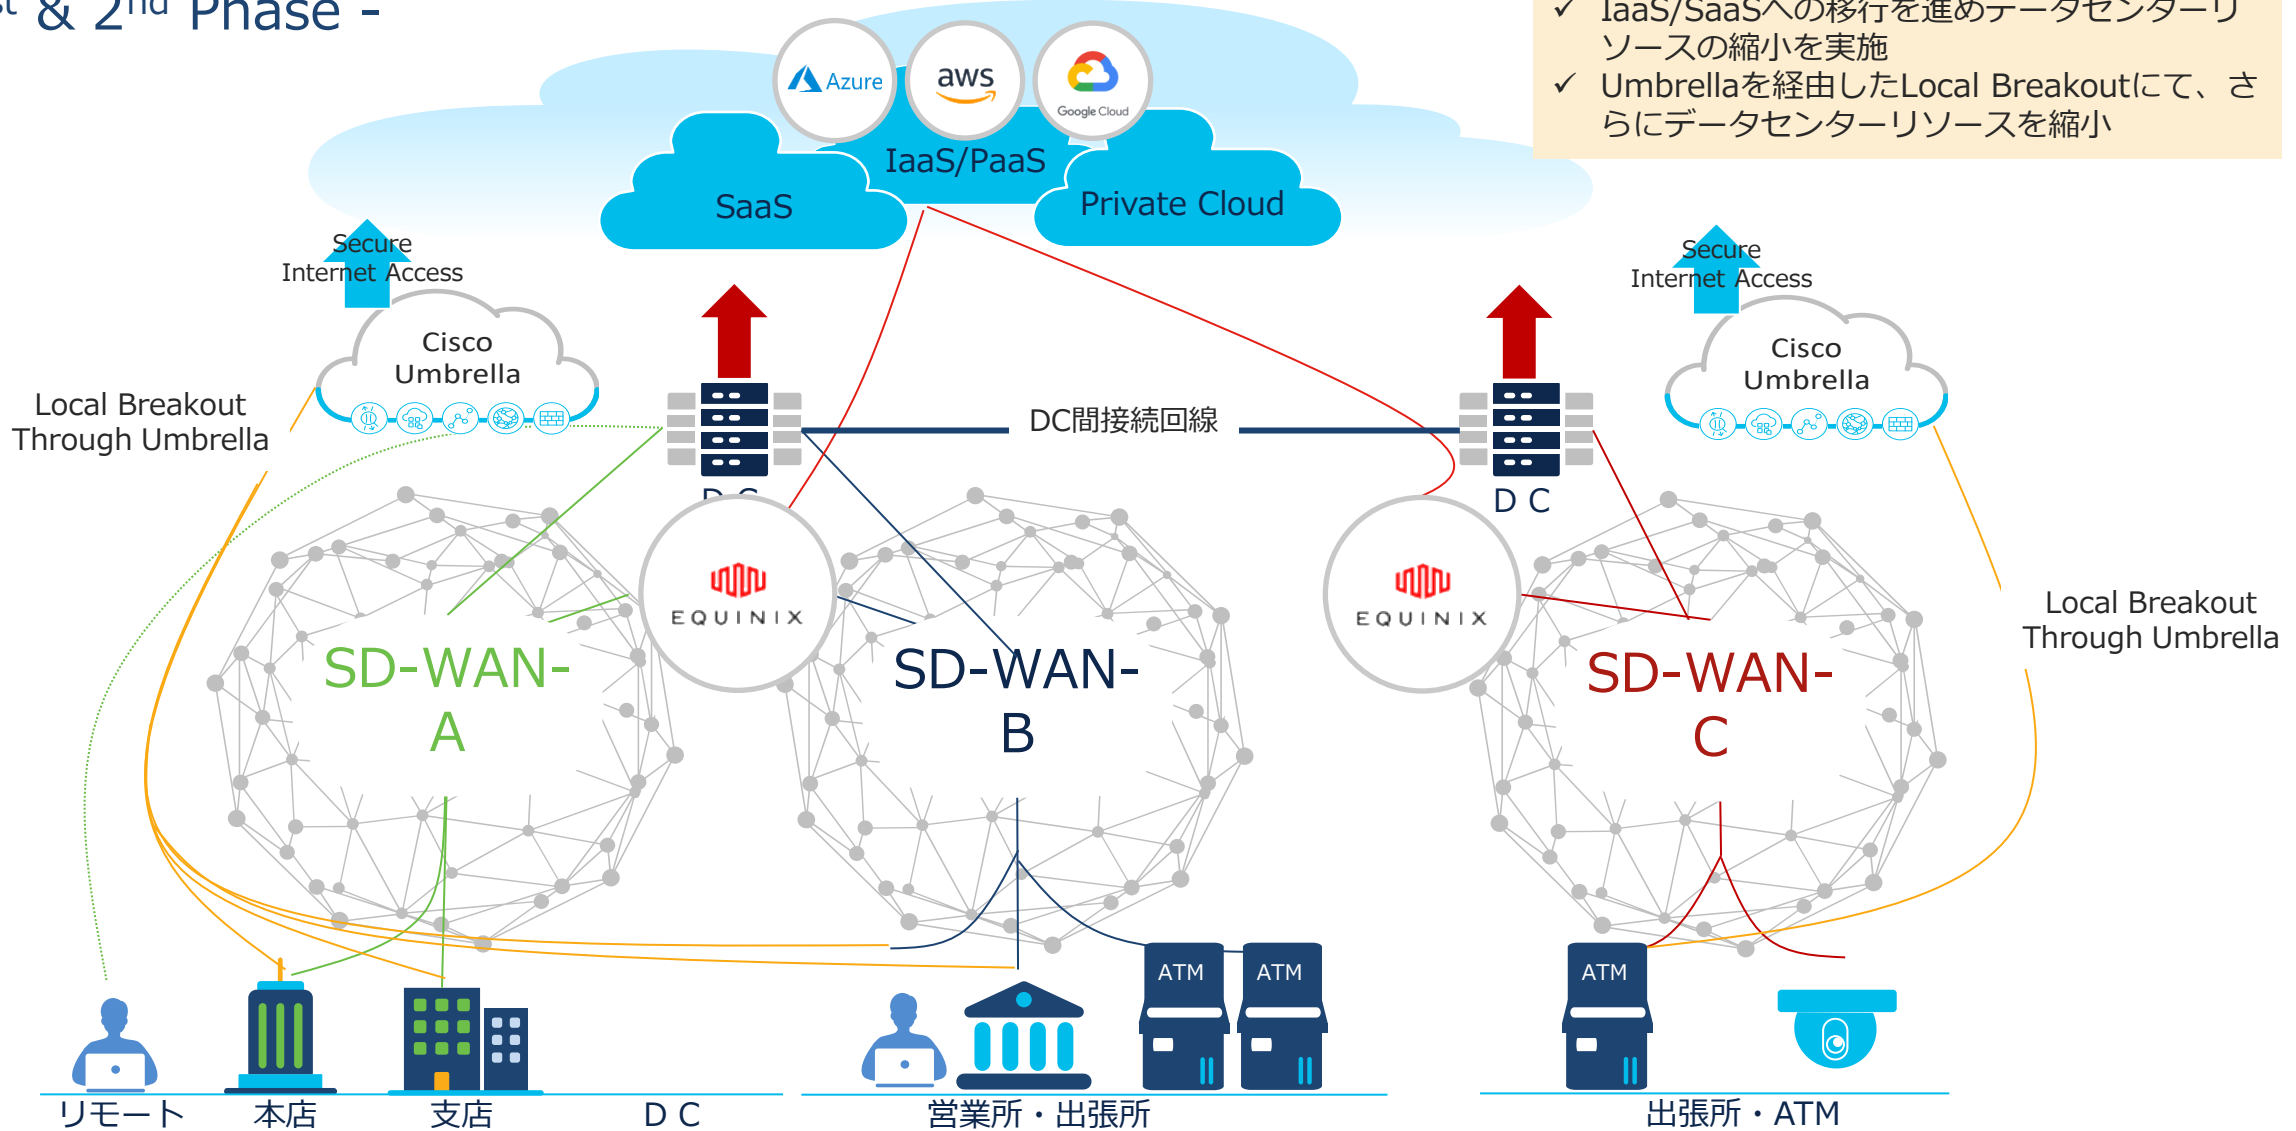 st & 2nd Phase -
✓ IaaS/SaaSへの移行を進めデータセンターリ
ソースの縮小を実施
✓ Umbrellaを経由したLocal Breakoutにて、さ
らにデータセンターリソースを縮小
Azure
aws
Google Cloud
IaaS/PaaS
SaaS
Private Cloud
Secure
Internet Access
Secure
Internet Access
Cisco
Umbrella
Cisco
Umbrella
Local Breakout
Through Umbrella
DC間接続回線
D C
D C
EQUINIX
EQUINIX
Local Breakout
Through Umbrella
SD-WAN-
A
SD-WAN-
B
SD-WAN-
C
ATM
ATM
ATM
リモート
本店
支店
D C
営業所・出張所
出張所・ATM